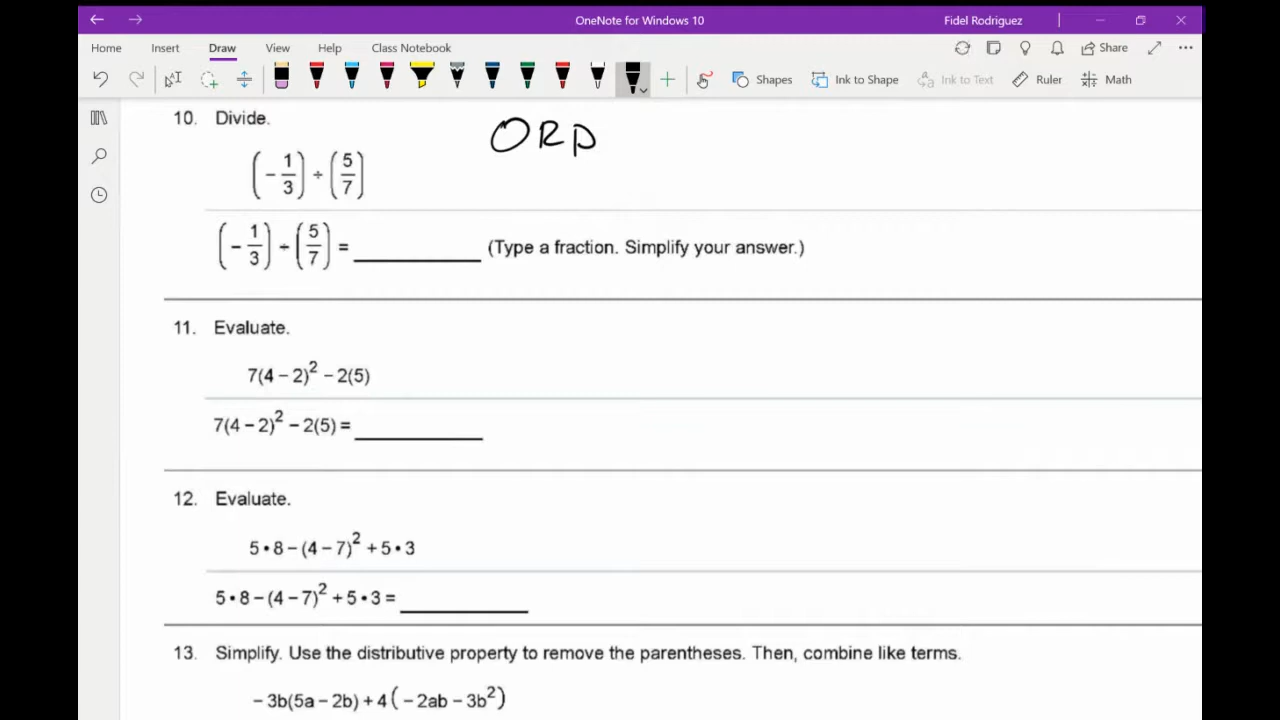 OneNote for Windows 10
Fidel Rodriguez
Home Insert Draw View Help Class Notebook Share
Shapes Ink to Shape Ink to Text Ruler Math
10. Divide.
ORD
(-1/3) ÷ (5/7)
(-1/3) ÷ (5/7) = __________ (Type a fraction. Simplify your answer.)
11. Evaluate.
7(4 − 2)² − 2(5)
7(4 − 2)² − 2(5) = __________
12. Evaluate.
5 • 8 − (4 − 7)² + 5 • 3
5 • 8 − (4 − 7)² + 5 • 3 = __________
13. Simplify. Use the distributive property to remove the parentheses. Then, combine like terms.
− 3b(5a − 2b) + 4(− 2ab − 3b²)